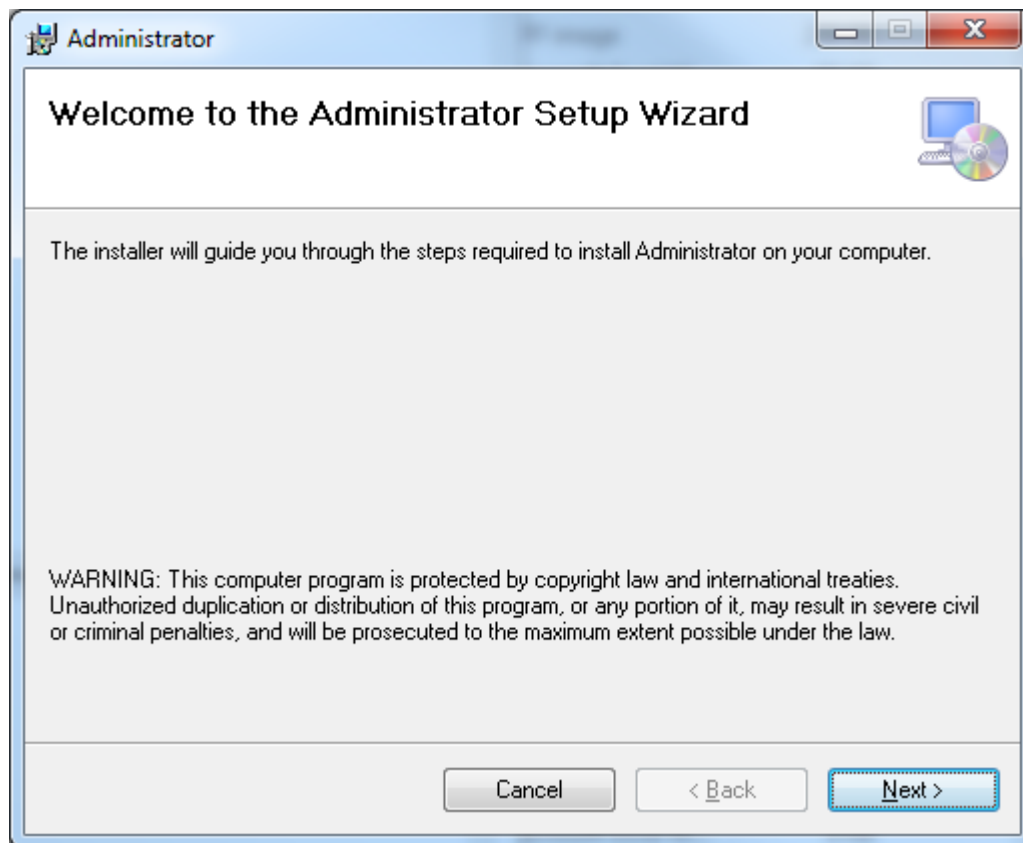 Administrator
Welcome to the Administrator Setup Wizard
The installer will guide you through the steps required to install Administrator on your computer.
WARNING: This computer program is protected by copyright law and international treaties.
Unauthorized duplication or distribution of this program, or any portion of it, may result in severe civil
or criminal penalties, and will be prosecuted to the maximum extent possible under the law.
Cancel < Back Next >